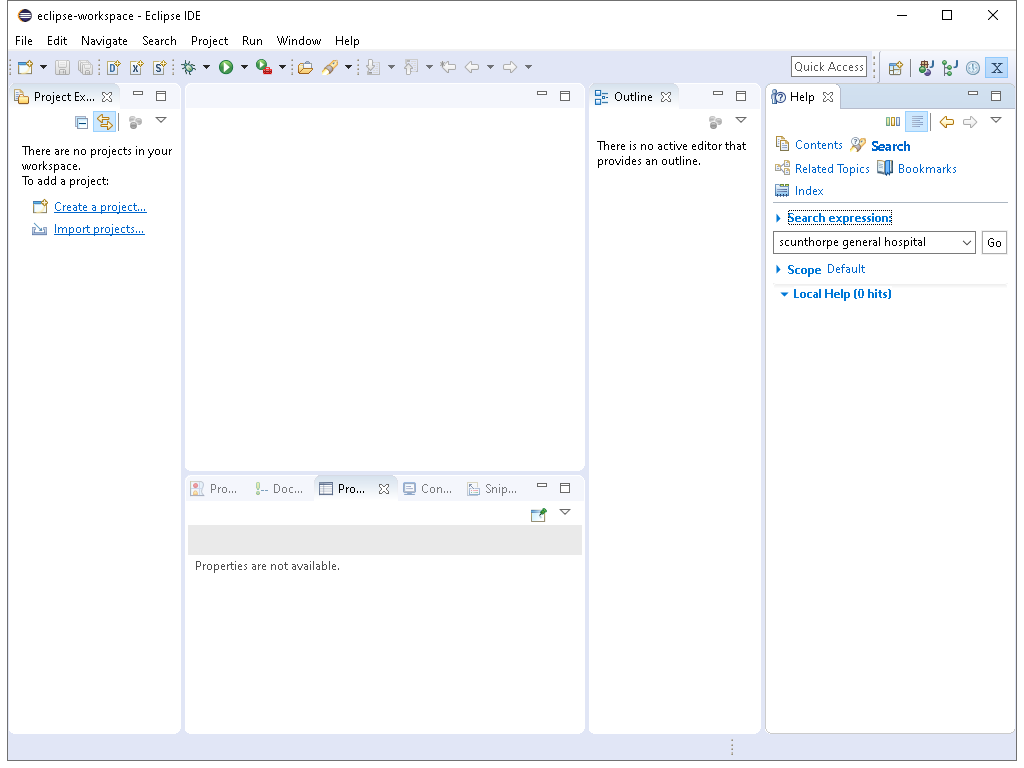 eclipse-workspace - Eclipse IDE
File Edit Navigate Search Project Run Window Help
Quick Access
Project Ex...
There are no projects in your
workspace.
To add a project:
Create a project...
Import projects...
Outline
There is no active editor that
provides an outline.
Help
Contents Search
Related Topics Bookmarks
Index
Search expression:
scunthorpe general hospital Go
Scope Default
Local Help (0 hits)
Pro... Doc... Pro... Con... Snip...
Properties are not available.